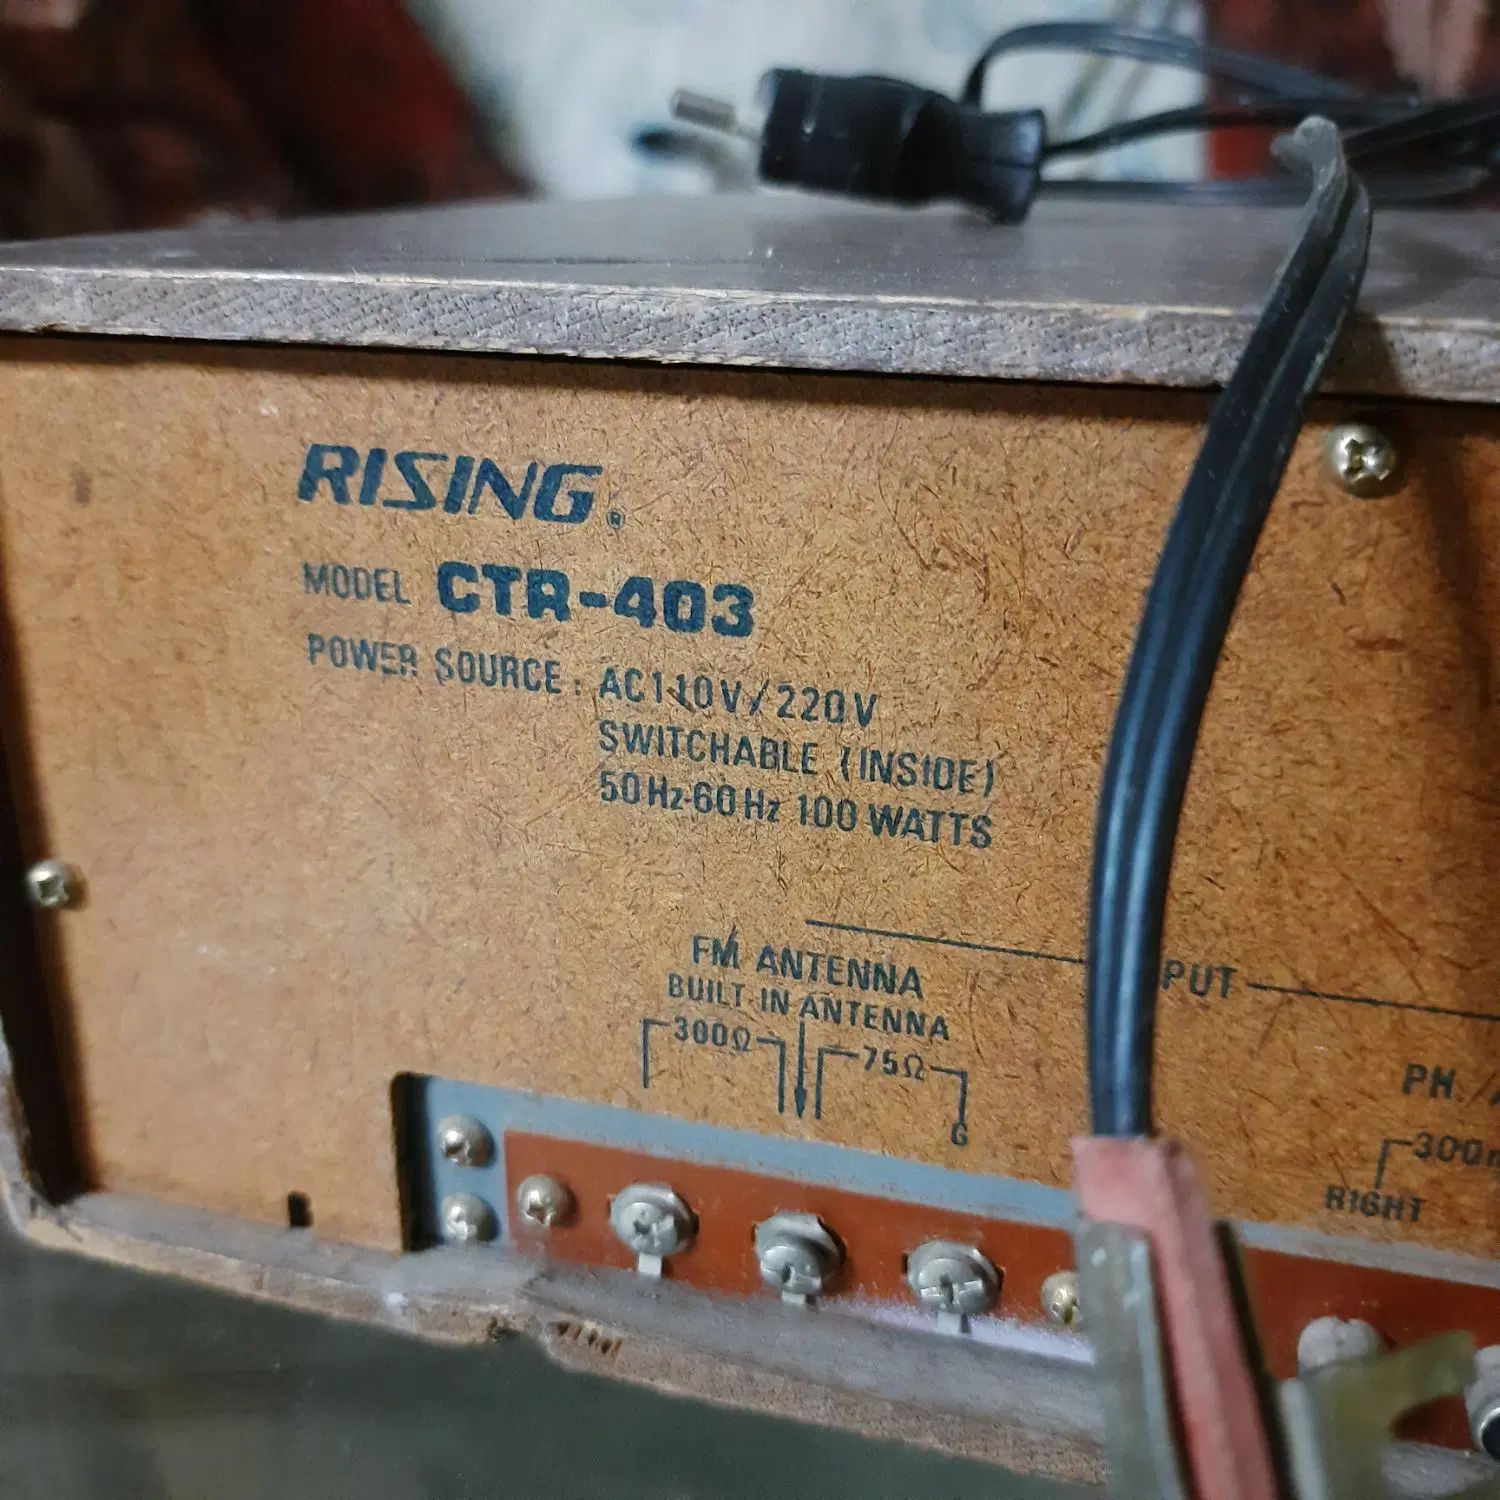 RISING®
MODEL CTR-403
POWER SOURCE: AC110V/220V
SWITCHABLE (INSIDE)
50Hz-60Hz 100 WATTS
FM ANTENNA
BUILT IN ANTENNA
300Ω
75Ω
G
PUT
PH./
300
RIGHT